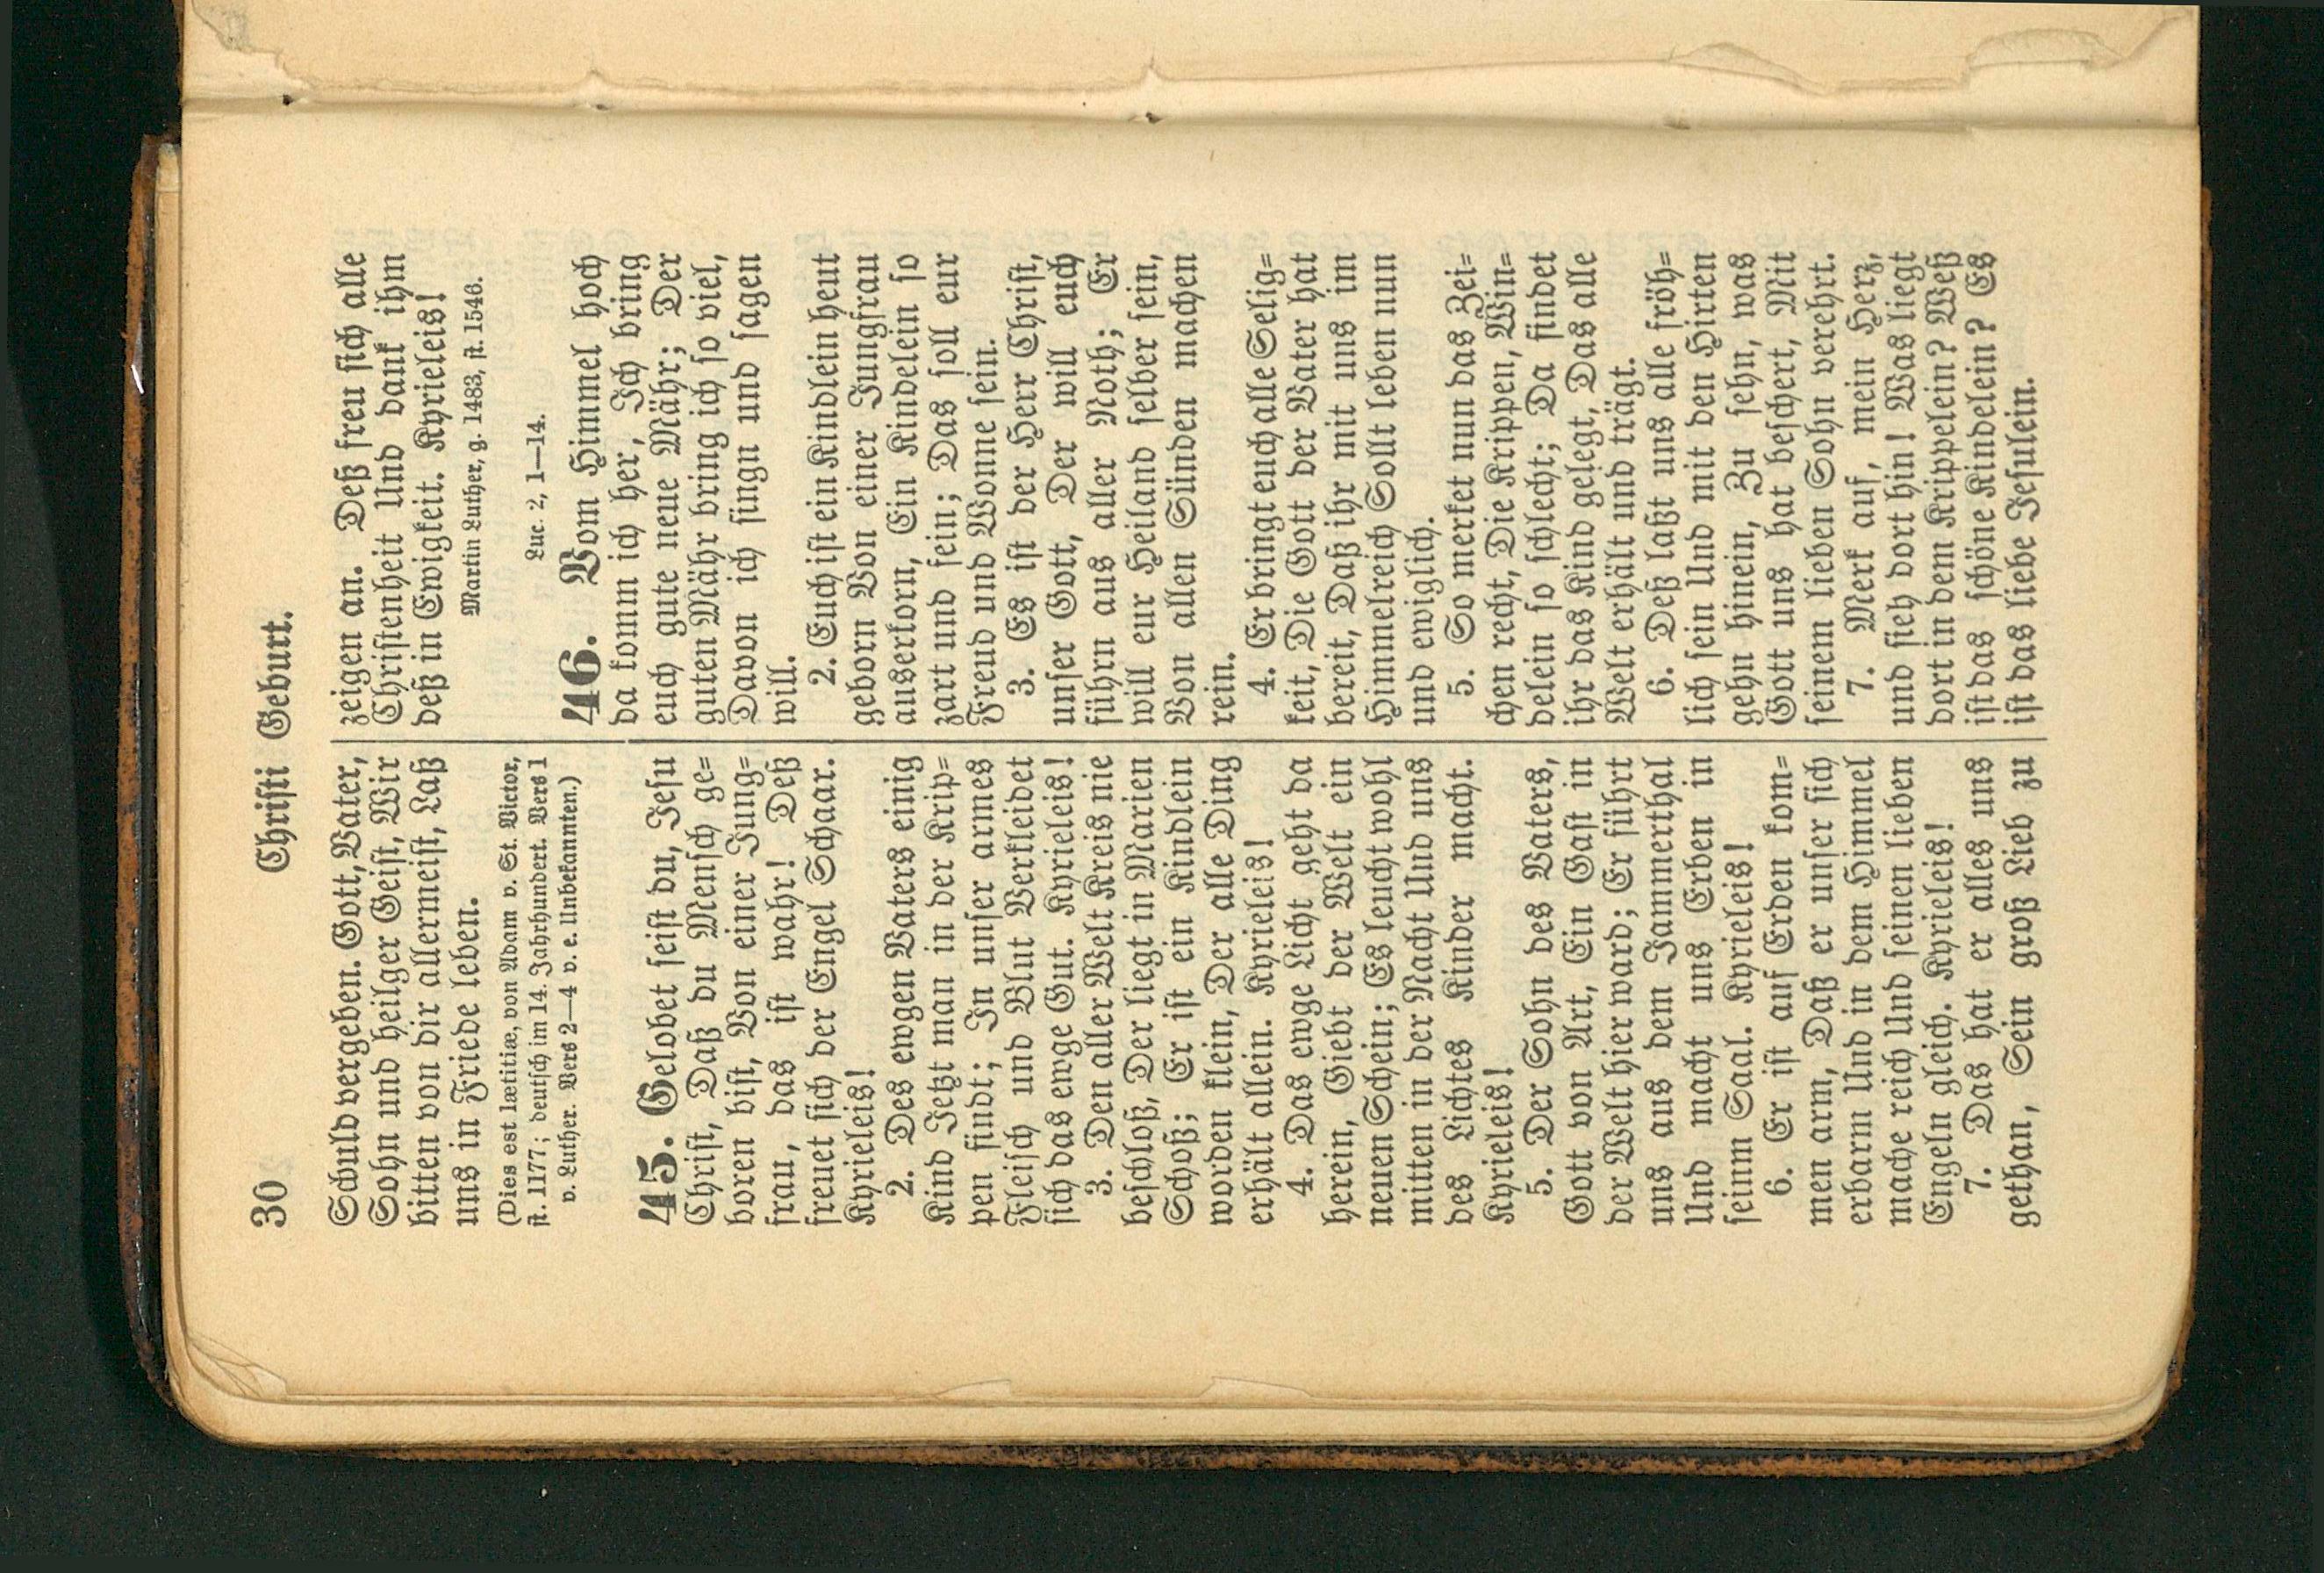 30
Christi Geburt.
Schuld vergeben. Gott, Vater,
Sohn und heilger Geist, Wir
bitten von dir allermeist, Laß
uns in Friede leben.
(Dies est lætitiæ, von Adam v. St. Victor,
st. 1177; deutsch im 14. Jahrhundert. Vers 1
v. Luther. Vers 2—4 v. e. Unbekannten.)
45. Gelobet seist du, Jesu
Christ, Daß du Mensch ge=
boren bist, Von einer Jung=
frau, das ist wahr! Deß
freuet sich der Engel Schaar.
Kyrieleis!
2. Des ewgen Vaters einig
Kind Jetzt man in der Krip=
pen findt; In unser armes
Fleisch und Blut Verkleidet
sich das ewge Gut. Kyrieleis!
3. Den aller Welt Kreis nie
beschloß, Der liegt in Marien
Schoß; Er ist ein Kindlein
worden klein, Der alle Ding
erhält allein. Kyrieleis!
4. Das ewge Licht geht da
herein, Giebt der Welt ein
neuen Schein; Es leucht wohl
mitten in der Nacht Und uns
des Lichtes Kinder macht.
Kyrieleis!
5. Der Sohn des Vaters,
Gott von Art, Ein Gast in
der Welt hier ward; Er führt
uns aus dem Jammerthal
Und macht uns Erben in
seinm Saal. Kyrieleis!
6. Er ist auf Erden kom=
men arm, Daß er unser sich
erbarm Und in dem Himmel
mache reich Und seinen lieben
Engeln gleich. Kyrieleis!
7. Das hat er alles uns
gethan, Sein groß Lieb zu
zeigen an. Deß freu sich alle
Christenheit Und dank ihm
deß in Ewigkeit. Kyrieleis!
Martin Luther, g. 1483, st. 1546.
Luc. 2, 1—14.
46. Vom Himmel hoch
da komm ich her, Ich bring
euch gute neue Mähr; Der
guten Mähr bring ich so viel,
Davon ich singn und sagen
will.
2. Euch ist ein Kindlein heut
geborn Von einer Jungfrau
auserkorn, Ein Kindelein so
zart und fein; Das soll eur
Freud und Wonne sein.
3. Es ist der Herr Christ,
unser Gott, Der will euch
führn aus aller Noth; Er
will eur Heiland selber sein,
Von allen Sünden machen
rein.
4. Er bringt euch alle Selig=
keit, Die Gott der Vater hat
bereit, Daß ihr mit uns im
Himmelreich Sollt leben nun
und ewiglich.
5. So merket nun das Zei=
chen recht, Die Krippen, Win=
delein so schlecht; Da findet
ihr das Kind gelegt, Das alle
Welt erhält und trägt.
6. Deß laßt uns alle fröh=
lich sein Und mit den Hirten
gehn hinein, Zu sehn, was
Gott uns hat beschert, Mit
seinem lieben Sohn verehrt.
7. Merk auf, mein Herz,
und sieh dort hin! Was liegt
dort in dem Krippelein? Weß
ist das schöne Kindelein? Es
ist das liebe Jesulein.